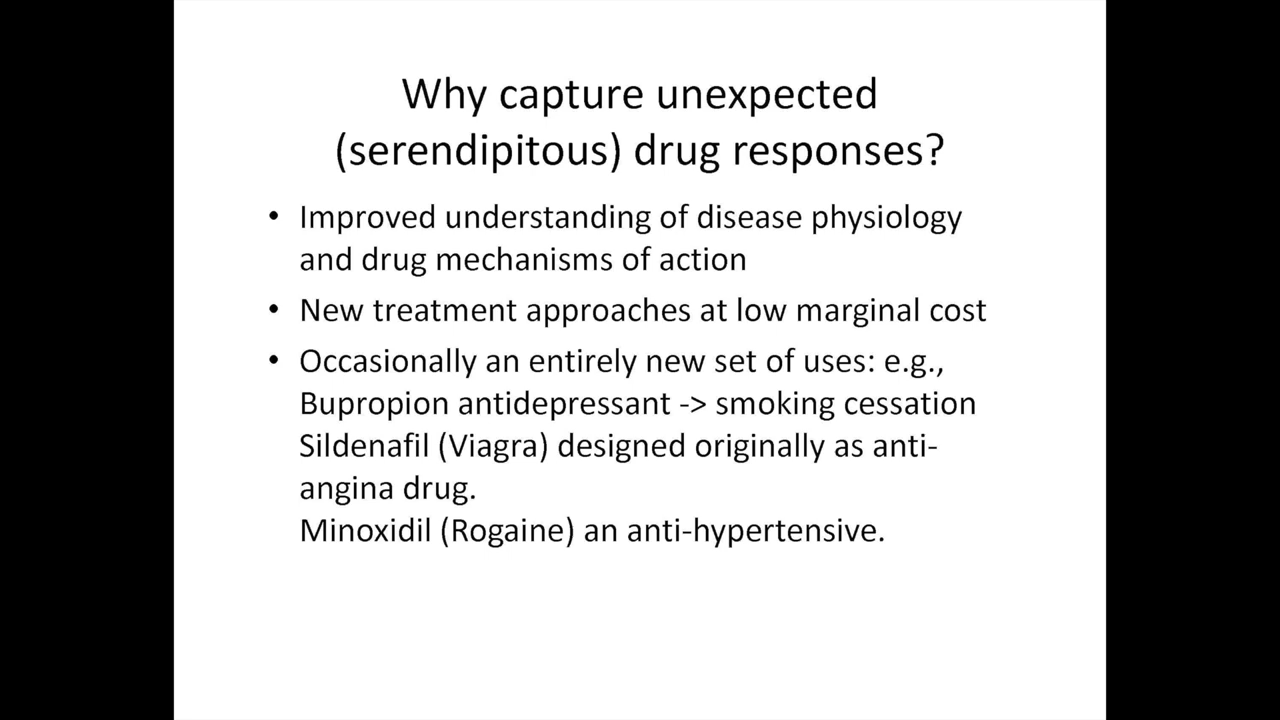 Why capture unexpected
(serendipitous) drug responses?
• Improved understanding of disease physiology
and drug mechanisms of action
• New treatment approaches at low marginal cost
• Occasionally an entirely new set of uses: e.g.,
Bupropion antidepressant -> smoking cessation
Sildenafil (Viagra) designed originally as anti-
angina drug.
Minoxidil (Rogaine) an anti-hypertensive.